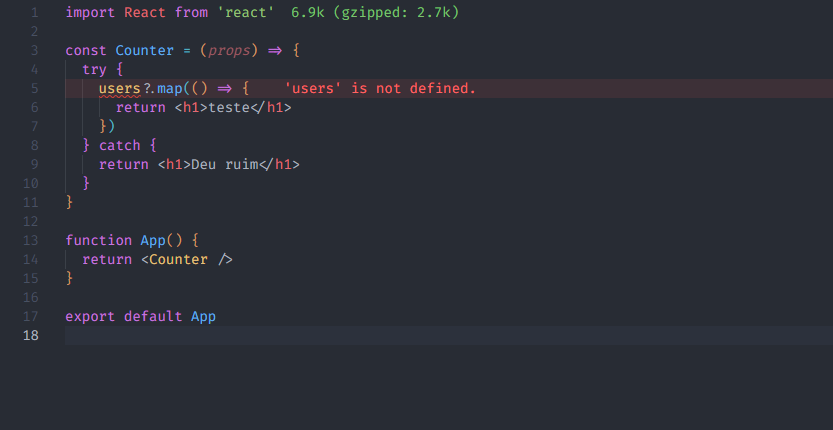 1 import React from 'react' 6.9k (gzipped: 2.7k)
2
3 const Counter = (props) => {
4 try {
5 users?.map(() => { 'users' is not defined.
6 return <h1>teste</h1>
7 })
8 } catch {
9 return <h1>Deu ruim</h1>
10 }
11 }
12
13 function App() {
14 return <Counter />
15 }
16
17 export default App
18